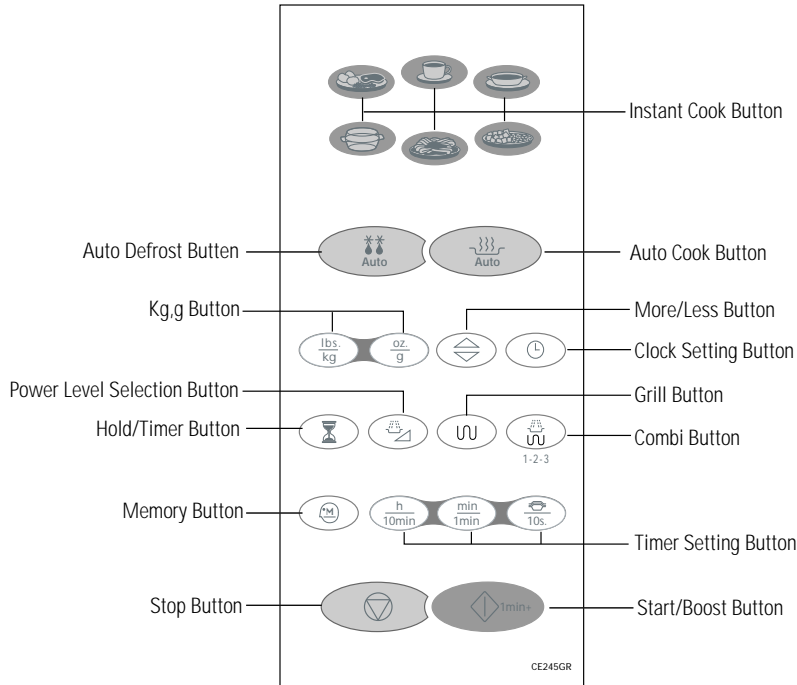 Instant Cook Button
Auto Defrost Butten
Auto
Auto
Auto Cook Button
Kg,g Button
More/Less Button
lbs.
kg
oz.
g
Clock Setting Button
Power Level Selection Button
Grill Button
Hold/Timer Button
Combi Button
1-2-3
Memory Button
M
h
10min
min
1min
10s.
Timer Setting Button
Stop Button
1min+
Start/Boost Button
CE245GR